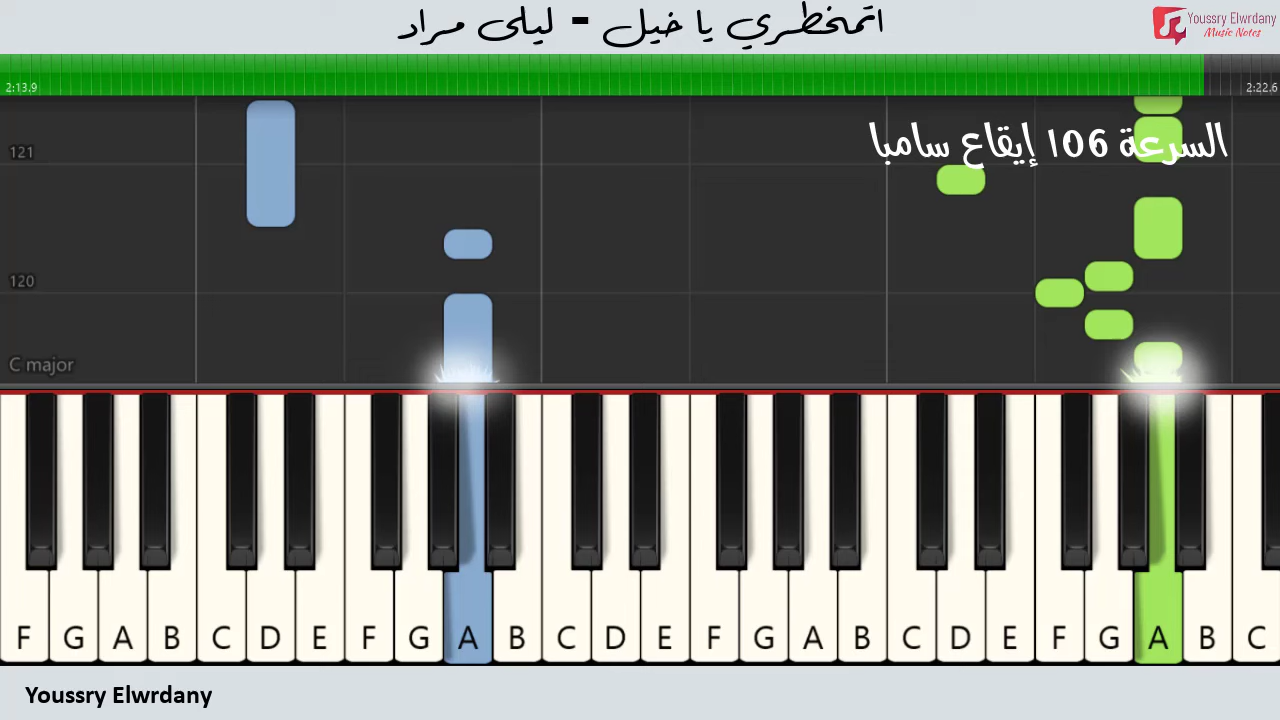 اتمخطري يا خيل - ليلى مراد
Youssry Elwrdany
Music Notes
2:13.9
2:22.6
السرعة 106 إيقاع سامبا
121
120
C major
F G A B C D E F G A B C D E F G A B C D E F G A B C
Youssry Elwrdany